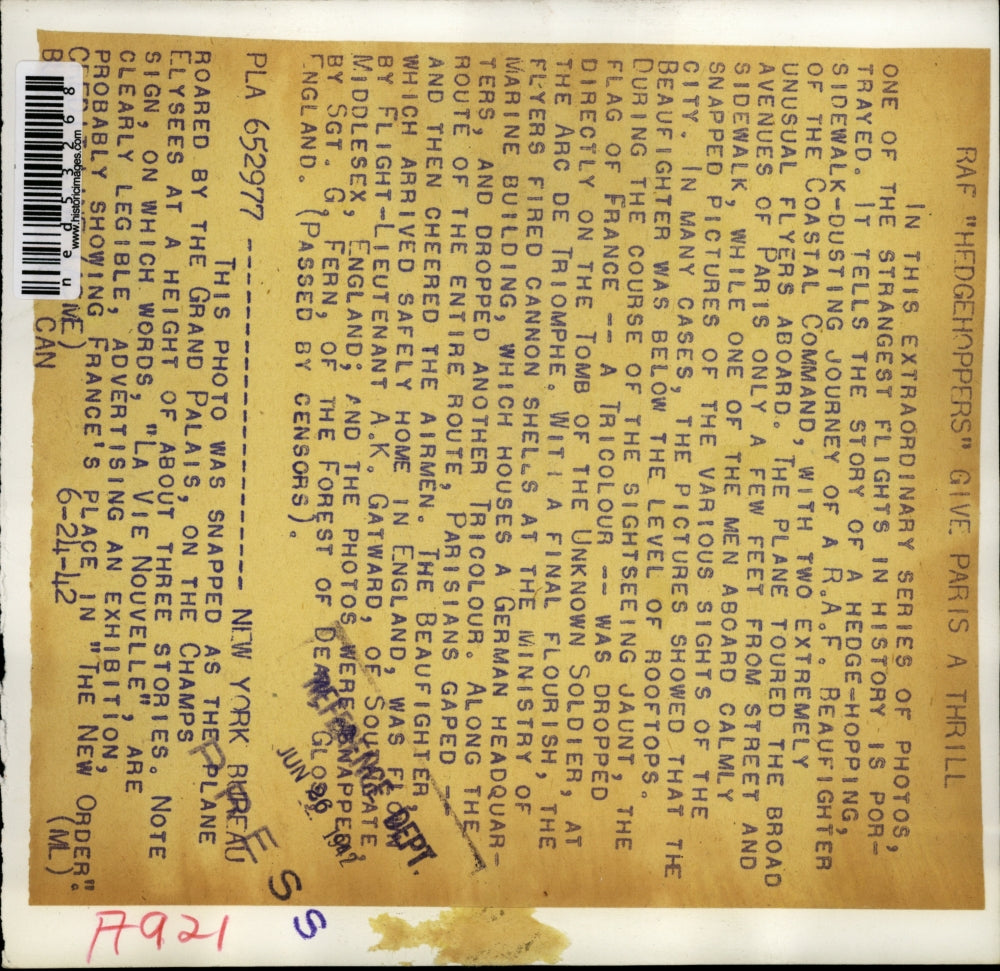 RAF "HEDGEHOPPERS" GIVE PARIS A THRILL
IN THIS EXTRAORDINARY SERIES OF PHOTOS,
ONE OF THE STRANGEST FLIGHTS IN HISTORY IS POR-
TRAYED. IT TELLS THE STORY OF A HEDGE-HOPPING,
SIDEWALK-DUSTING JOURNEY OF A R.A.F. BEAUFIGHTER
OF THE COASTAL COMMAND, WITH TWO EXTREMELY
UNUSUAL FLYERS ABOARD. THE PLANE TOURED THE BROAD
AVENUES OF PARIS ONLY A FEW FEET FROM STREET AND
SIDEWALK, WHILE ONE OF THE MEN ABOARD CALMLY
SNAPPED PICTURES OF THE VARIOUS SIGHTS OF THE
CITY. IN MANY CASES, THE PICTURES SHOWED THAT THE
BEAUFIGHTER WAS BELOW THE LEVEL OF ROOFTOPS.
DURING THE COURSE OF THE SIGHTSEEING JAUNT, THE
FLAG OF FRANCE -- A TRICOLOUR --- WAS DROPPED
DIRECTLY ON THE TOMB OF THE UNKNOWN SOLDIER, AT
THE ARC DE TRIOMPHE. WITH A FINAL FLOURISH, THE
FLYERS FIRED CANNON SHELLS AT THE MINISTRY OF
MARINE BUILDING, WHICH HOUSES A GERMAN HEADQUAR-
TERS, AND DROPPED ANOTHER TRICOLOUR. ALONG THE
ROUTE OF THE ENTIRE ROUTE, PARISIANS GAPED --
AND THEN CHEERED THE AIRMEN. THE BEAUFIGHTER,
WHICH ARRIVED SAFELY HOME IN ENGLAND, WAS FLOWN
BY FLIGHT-LIEUTENANT A.K. GATWARD, OF SOUTHGATE,
MIDDLESEX, ENGLAND; AND THE PHOTOS WERE SNAPPED
BY SGT. G, FERN, OF THE FOREST OF DEAN, GLOS,
ENGLAND. (PASSED BY CENSORS).
PLA 652977 ------------------------ NEW YORK BUREAU
THIS PHOTO WAS SNAPPED AS THE PLANE
ROARED BY THE GRAND PALAIS, ON THE CHAMPS
ELYSEES AT A HEIGHT OF ABOUT THREE STORIES. NOTE
SIGN, ON WHICH WORDS, "LA VIE NOUVELLE", ARE
CLEARLY LEGIBLE, ADVERTISING AN EXHIBITION,
PROBABLY SHOWING FRANCE'S PLACE IN "THE NEW ORDER".
(ML)
CAN 6-24-42
REFERENCE DEPT.
JUN 26 1942
PRESS
S
A921
ned53268
www.historicimages.com